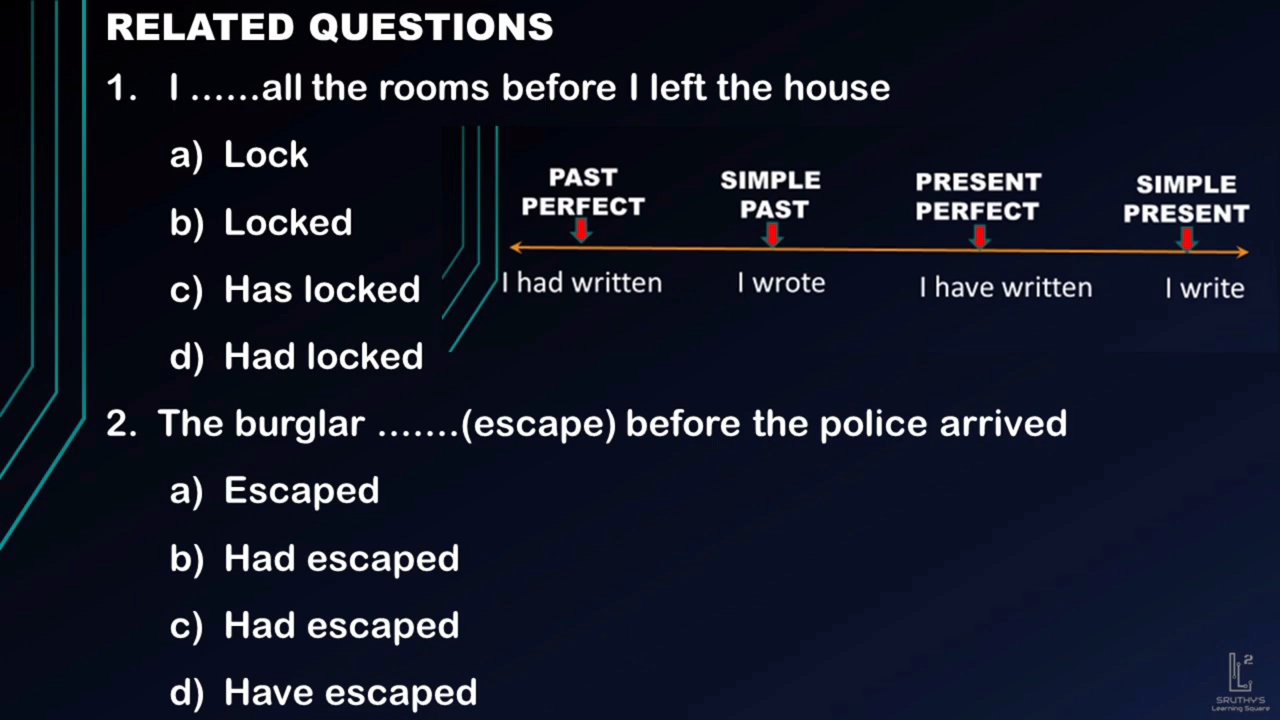 RELATED QUESTIONS
1. I ......all the rooms before I left the house
a) Lock
b) Locked
c) Has locked
d) Had locked
PAST PERFECT
SIMPLE PAST
PRESENT PERFECT
SIMPLE PRESENT
I had written
I wrote
I have written
I write
2. The burglar .......(escape) before the police arrived
a) Escaped
b) Had escaped
c) Had escaped
d) Have escaped
L2
SRUTHY'S
Learning Square